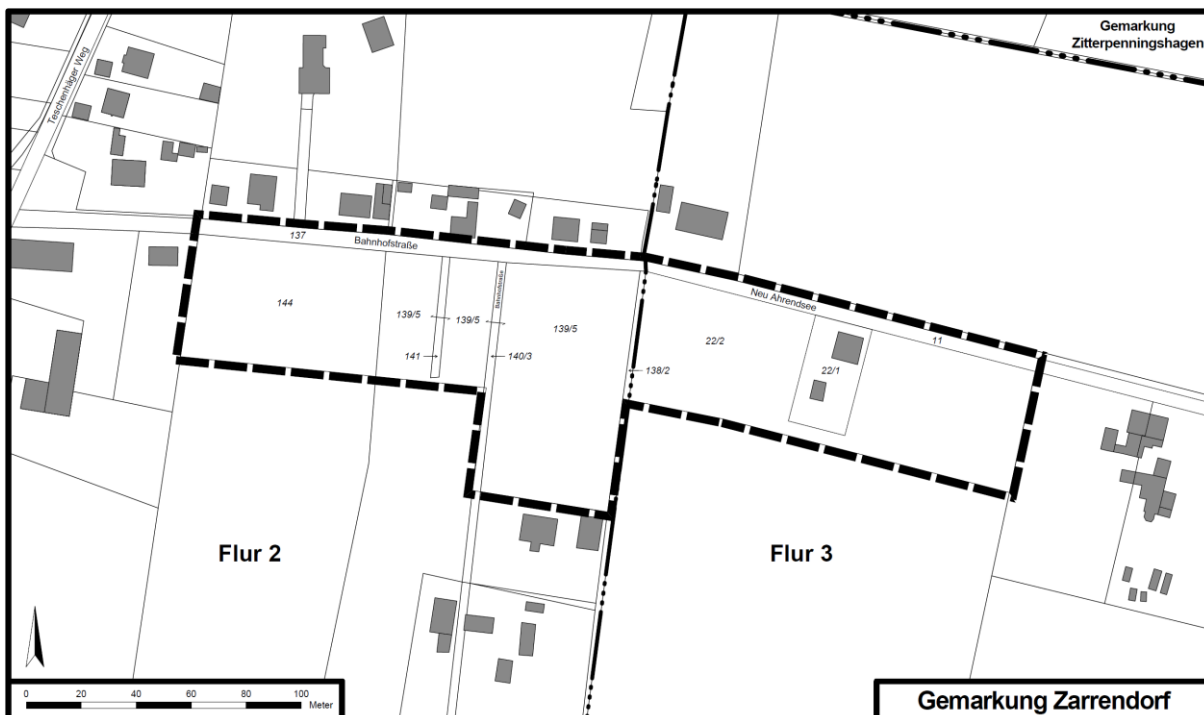 Gemarkung
Zitterpenningshagen
Teschenhäger Weg
137
Bahnhofstraße
144
139/5
139/5
139/5
Bahnhofstraße
141
140/3
Neu Ahrendsee
11
22/2
22/1
138/2
Flur 2
Flur 3
0 20 40 60 80 100
Meter
Gemarkung Zarrendorf